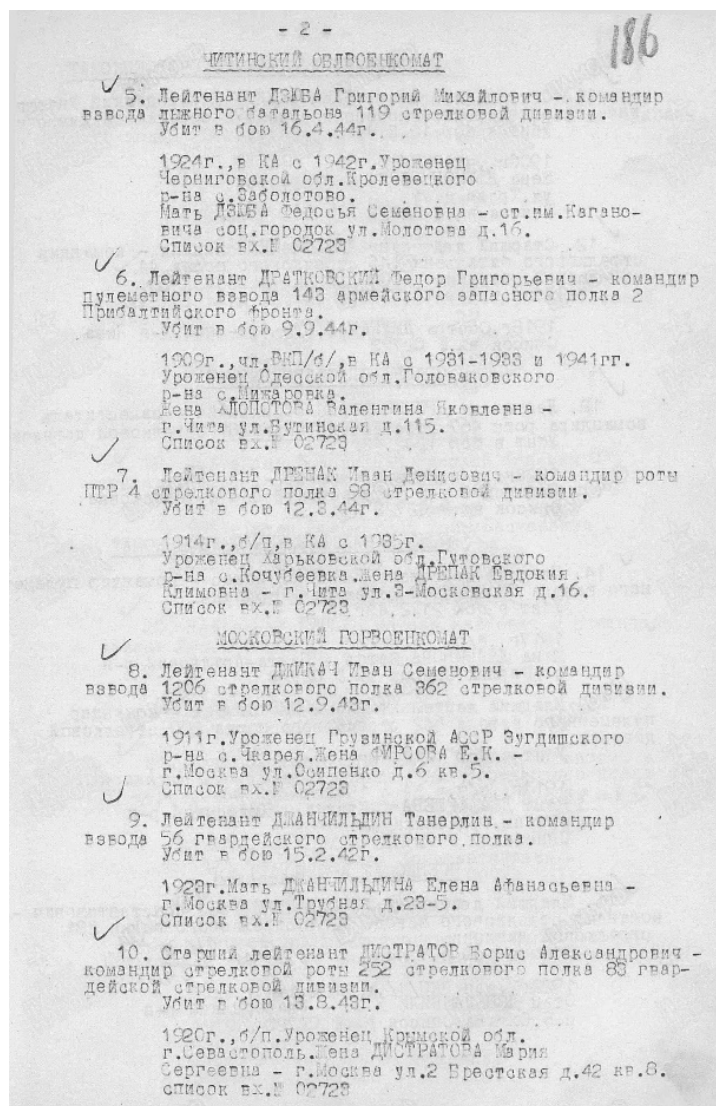 - 2 -
186
ЧИТИНСКИЙ ОБЛВОЕНКОМАТ
5. Лейтенант ДЗЮБА Григорий Михайлович - командир
взвода лыжного батальона 119 стрелковой дивизии.
Убит в бою 16.4.44г.
1924г.,в КА с 1942г.Уроженец
Черниговской обл.Кролевецкого
р-на с.Заболотово.
Мать ДЗЮБА Федосья Семеновна - ст.им.Кагано-
вича соц.городок ул.Молотова д.16.
Список вх.№ 02723
6. Лейтенант ДРАТКОВСКИЙ Федор Григорьевич - командир
пулеметного взвода 143 армейского запасного полка 2
Прибалтийского фронта.
Убит в бою 9.9.44г.
1909г.,чл.ВКП/б/,в КА с 1931-1933 и 1941гг.
Уроженец Одесской обл.Головаковского
р-на с.Мижаровка.
Жена ХЛОПОТОВА Валентина Яковлевна -
г.Чита ул.Бутинская д.115.
Список вх.№ 02723
7. Лейтенант ДРЕПАК Иван Денисович - командир роты
ПТР 4 стрелкового полка 98 стрелковой дивизии.
Убит в бою 12.3.44г.
1914г.,б/п,в КА с 1935г.
Уроженец Харьковской обл.Гутовского
р-на с.Кочубеевка.Жена ДРЕПАК Евдокия
Климовна - г.Чита ул.3-Московская д.16.
Список вх.№ 02723
МОСКОВСКИЙ ГОРВОЕНКОМАТ
8. Лейтенант ДЖИКАЧ Иван Семенович - командир
взвода 1206 стрелкового полка 362 стрелковой дивизии.
Убит в бою 12.9.43г.
1911г.Уроженец Грузинской АССР Зугдишского
р-на с.Чкарея.Жена ФИРСОВА Е.К. -
г.Москва ул.Осипенко д.6 кв.5.
Список вх.№ 02723
9. Лейтенант ДЖАНЧИЛЬДИН Танерлин - командир
взвода 56 гвардейского стрелкового полка.
Убит в бою 15.2.42г.
1923г.Мать ДЖАНЧИЛЬДИНА Елена Афанасьевна -
г.Москва ул.Трубная д.23-5.
Список вх.№ 02723
10. Старший лейтенант ДИСТРАТОВ Борис Александрович -
командир стрелковой роты 252 стрелкового полка 83 гвар-
дейской стрелковой дивизии.
Убит в бою 13.8.43г.
1920г.,б/п.Уроженец Крымской обл.
г.Севастополь.Жена ДИСТРАТОВА Мария
Сергеевна - г.Москва ул.2 Брестская д.42 кв.8.
список вх.№ 02723